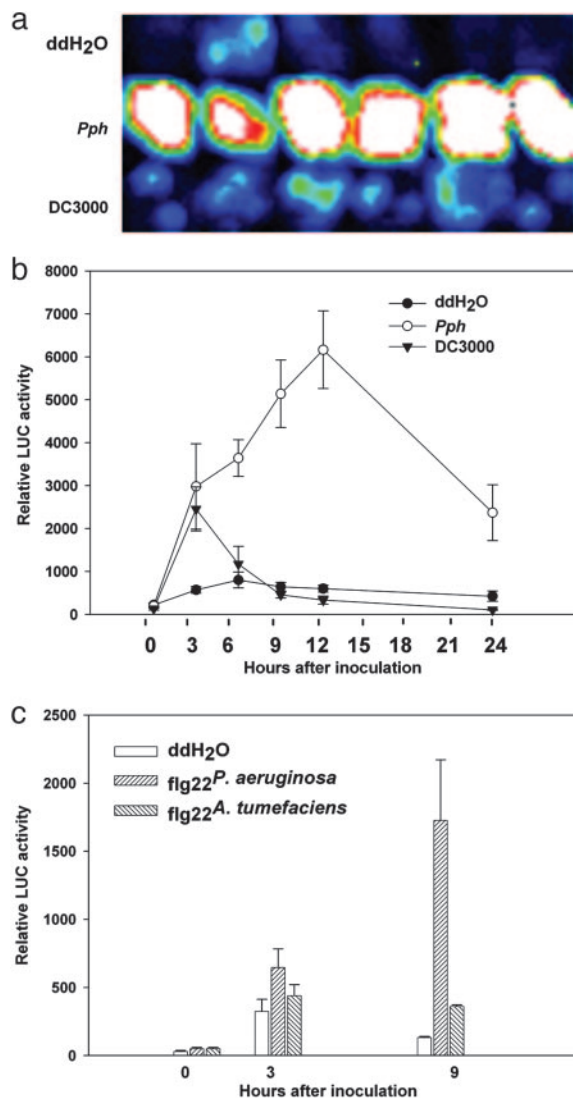 a
ddH2O
Pph
DC3000
b
8000
7000
6000
5000
4000
3000
2000
1000
0
Relative LUC activity
ddH2O
Pph
DC3000
0 3 6 9 12 15 18 21 24
Hours after inoculation
c
2500
2000
1500
1000
500
0
Relative LUC activity
ddH2O
flg22P. aeruginosa
flg22A. tumefaciens
0 3 9
Hours after inoculation